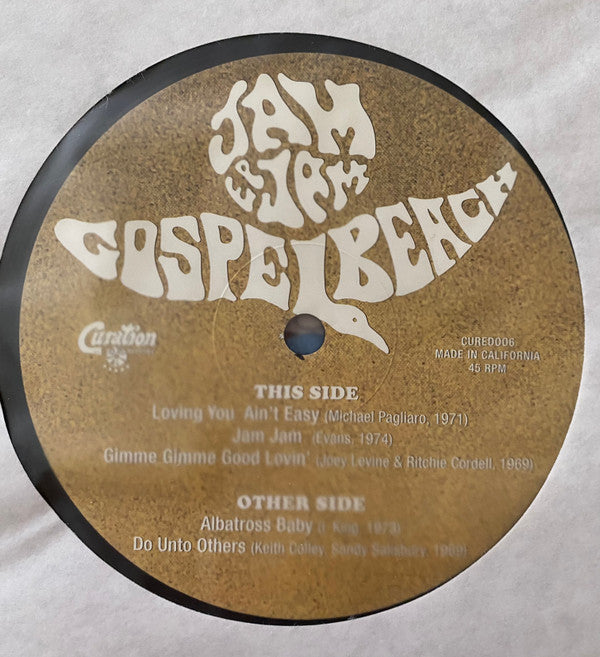 JAM
EP JAM
GOSPELBEACH
Curation
CURED006
MADE IN CALIFORNIA
45 RPM
THIS SIDE
Loving You Ain't Easy (Michael Pagliaro, 1971)
Jam Jam (Evans, 1974)
Gimme Gimme Good Lovin' (Joey Levine & Ritchie Cordell, 1969)
OTHER SIDE
Albatross Baby King, 1973)
Do Unto Others (Keith Colley, Sandy Salisbury, 1969)